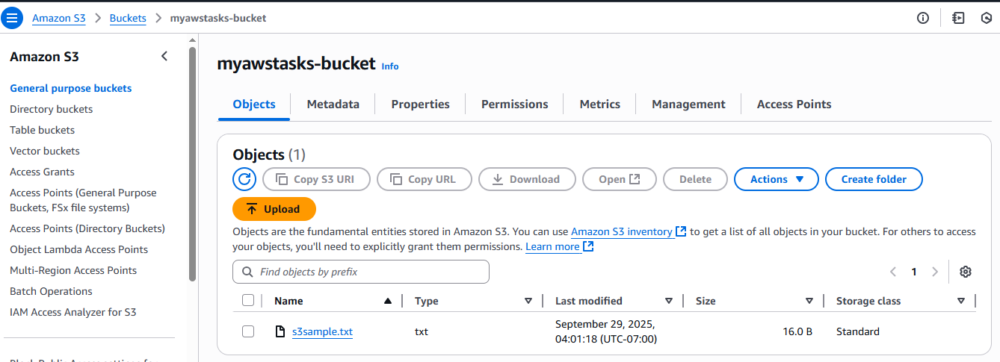 Amazon S3 > Buckets > myawstasks-bucket
Amazon S3
General purpose buckets
Directory buckets
Table buckets
Vector buckets
Access Grants
Access Points (General Purpose
Buckets, FSx file systems)
Access Points (Directory Buckets)
Object Lambda Access Points
Multi-Region Access Points
Batch Operations
IAM Access Analyzer for S3
myawstasks-bucket Info
Objects Metadata Properties Permissions Metrics Management Access Points
Objects (1)
Copy S3 URI Copy URL Download Open Delete Actions Create folder
Upload
Objects are the fundamental entities stored in Amazon S3. You can use Amazon S3 inventory to get a list of all objects in your bucket. For others to access
your objects, you'll need to explicitly grant them permissions. Learn more
Find objects by prefix 1
Name Type Last modified Size Storage class
s3sample.txt txt September 29, 2025, 16.0 B Standard
04:01:18 (UTC-07:00)